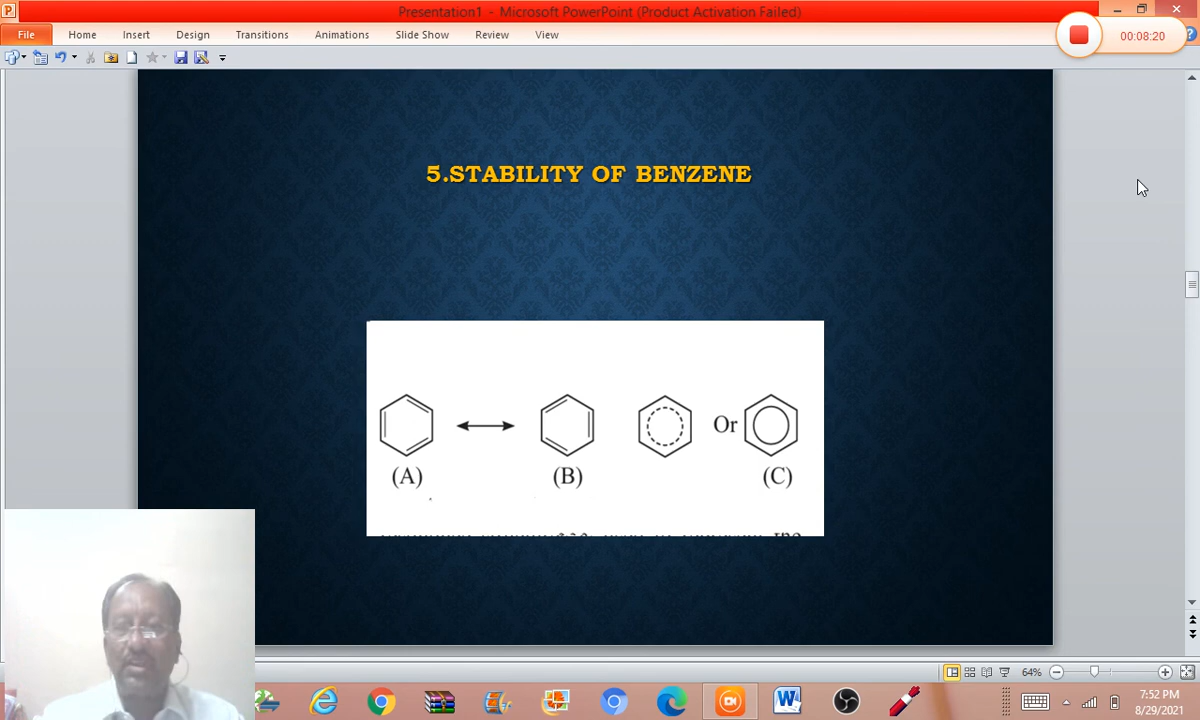 Presentation1 - Microsoft PowerPoint (Product Activation Failed)
File Home Insert Design Transitions Animations Slide Show Review View
00:08:20
5.STABILITY OF BENZENE
Or
(A) (B) (C)
64%
7:52 PM
8/29/2021